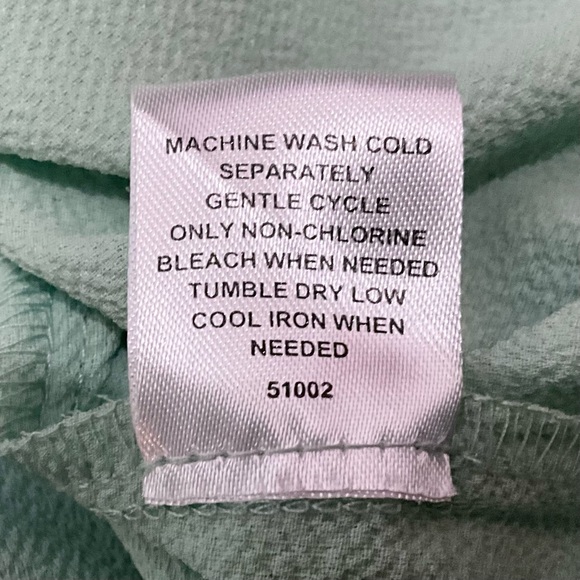 MACHINE WASH COLD
SEPARATELY
GENTLE CYCLE
ONLY NON-CHLORINE
BLEACH WHEN NEEDED
TUMBLE DRY LOW
COOL IRON WHEN
NEEDED
51002